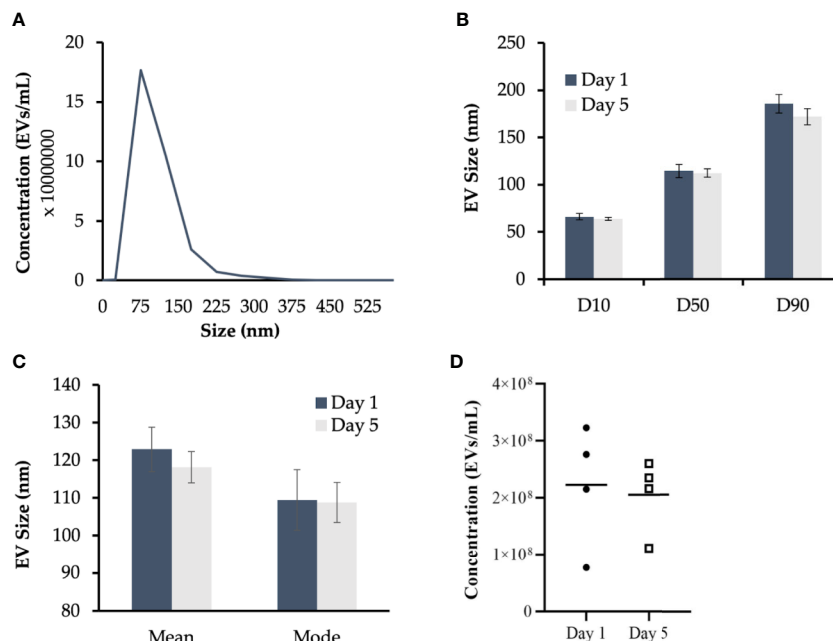 A
Concentration (EVs/mL)
x 10000000
20
15
10
5
0
0 75 150 225 300 375 450 525
Size (nm)
B
EV Size (nm)
250
200
150
100
50
0
Day 1
Day 5
D10 D50 D90
C
EV Size (nm)
140
130
120
110
100
90
80
Day 1
Day 5
Mean Mode
D
Concentration (EVs/mL)
4×10⁸
3×10⁸
2×10⁸
1×10⁸
0
Day 1 Day 5